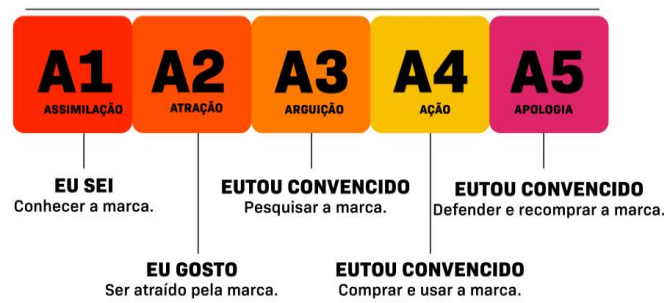 A1
ASSIMILAÇÃO
A2
ATRAÇÃO
A3
ARGUIÇÃO
A4
AÇÃO
A5
APOLOGIA
EU SEI
Conhecer a marca.
EUTOU CONVENCIDO
Pesquisar a marca.
EUTOU CONVENCIDO
Defender e recomprar a marca.
EU GOSTO
Ser atraído pela marca.
EUTOU CONVENCIDO
Comprar e usar a marca.